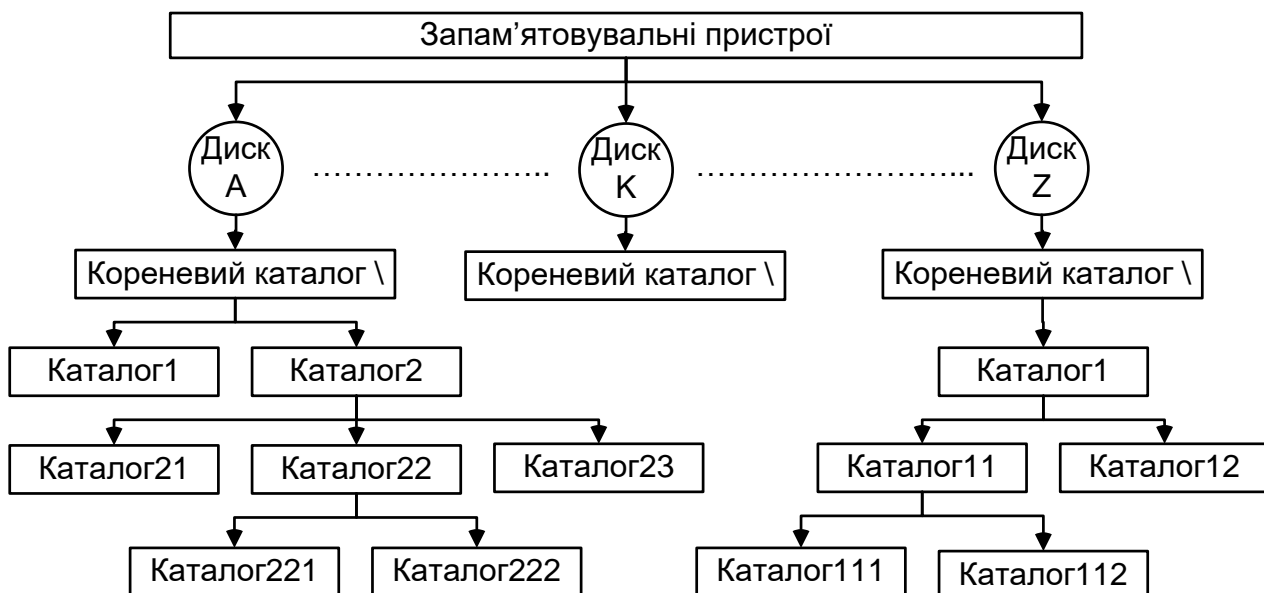 Запам’ятовувальні пристрої
Диск
A
…………………..
Диск
K
……………………...
Диск
Z
Кореневий каталог \
Кореневий каталог \
Кореневий каталог \
Каталог1
Каталог2
Каталог1
Каталог21
Каталог22
Каталог23
Каталог11
Каталог12
Каталог221
Каталог222
Каталог111
Каталог112